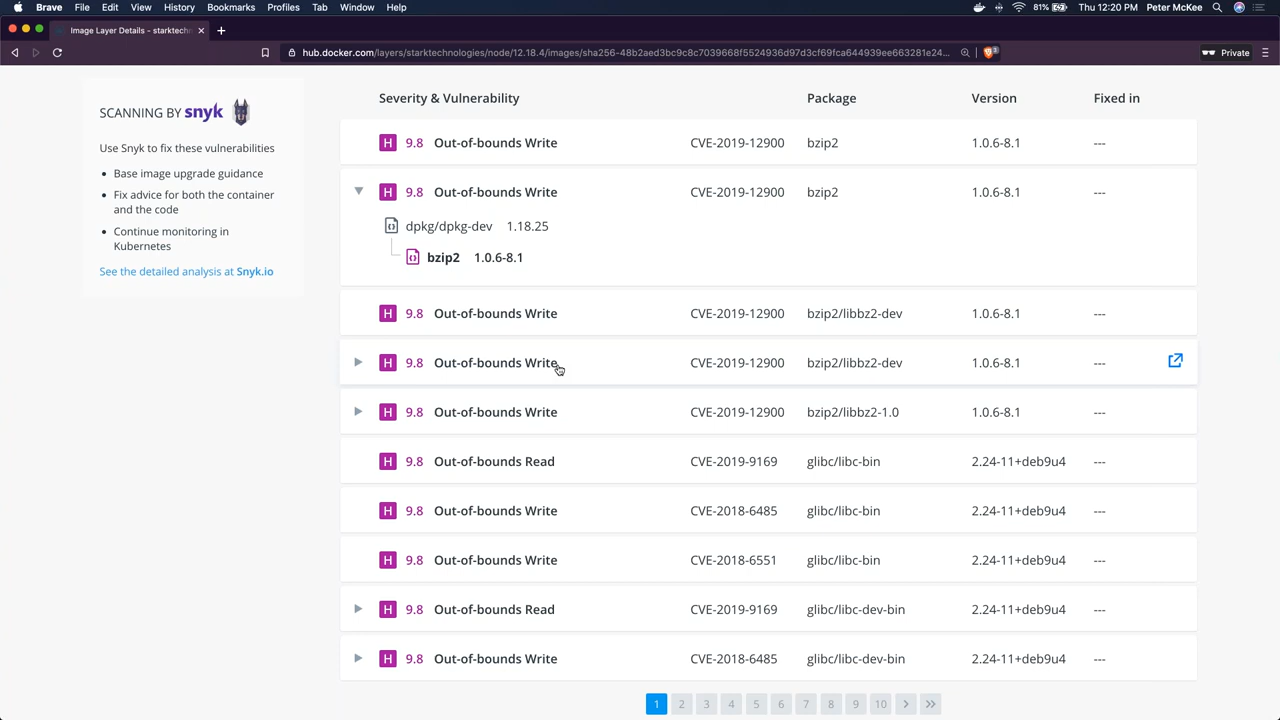 Brave File Edit View History Bookmarks Profiles Tab Window Help 81% Thu 12:20 PM Peter McKee
Image Layer Details - starktechn
hub.docker.com/layers/starktechnologies/node/12.18.4/images/sha256-48b2aed3bc9c8c7039668f5524936d97d3cf69fca644939ee663281e24... 3 Private
SCANNING BY snyk
Use Snyk to fix these vulnerabilities
• Base image upgrade guidance
• Fix advice for both the container
and the code
• Continue monitoring in
Kubernetes
See the detailed analysis at Snyk.io
Severity & Vulnerability Package Version Fixed in
H 9.8 Out-of-bounds Write CVE-2019-12900 bzip2 1.0.6-8.1 ---
H 9.8 Out-of-bounds Write CVE-2019-12900 bzip2 1.0.6-8.1 ---
dpkg/dpkg-dev 1.18.25
bzip2 1.0.6-8.1
H 9.8 Out-of-bounds Write CVE-2019-12900 bzip2/libbz2-dev 1.0.6-8.1 ---
H 9.8 Out-of-bounds Write CVE-2019-12900 bzip2/libbz2-dev 1.0.6-8.1 ---
H 9.8 Out-of-bounds Write CVE-2019-12900 bzip2/libbz2-1.0 1.0.6-8.1 ---
H 9.8 Out-of-bounds Read CVE-2019-9169 glibc/libc-bin 2.24-11+deb9u4 ---
H 9.8 Out-of-bounds Write CVE-2018-6485 glibc/libc-bin 2.24-11+deb9u4 ---
H 9.8 Out-of-bounds Write CVE-2018-6551 glibc/libc-bin 2.24-11+deb9u4 ---
H 9.8 Out-of-bounds Read CVE-2019-9169 glibc/libc-dev-bin 2.24-11+deb9u4 ---
H 9.8 Out-of-bounds Write CVE-2018-6485 glibc/libc-dev-bin 2.24-11+deb9u4 ---
1 2 3 4 5 6 7 8 9 10 > >>